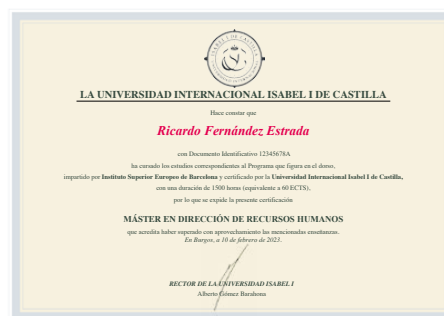 ISABEL I DE CASTILLA
LA UNIVERSIDAD INTERNACIONAL ISABEL I DE CASTILLA
Hace constar que
Ricardo Fernández Estrada
con Documento Identificativo 12345678A
ha cursado los estudios correspondientes al Programa que figura en el dorso,
impartido por Instituto Superior Europeo de Barcelona y certificado por la Universidad Internacional Isabel I de Castilla,
con una duración de 1500 horas (equivalente a 60 ECTS),
por lo que se expide la presente certificación
MÁSTER EN DIRECCIÓN DE RECURSOS HUMANOS
que acredita haber superado con aprovechamiento las mencionadas enseñanzas.
En Burgos, a 10 de febrero de 2023.
RECTOR DE LA UNIVERSIDAD ISABEL I
Alberto Gómez Barahona